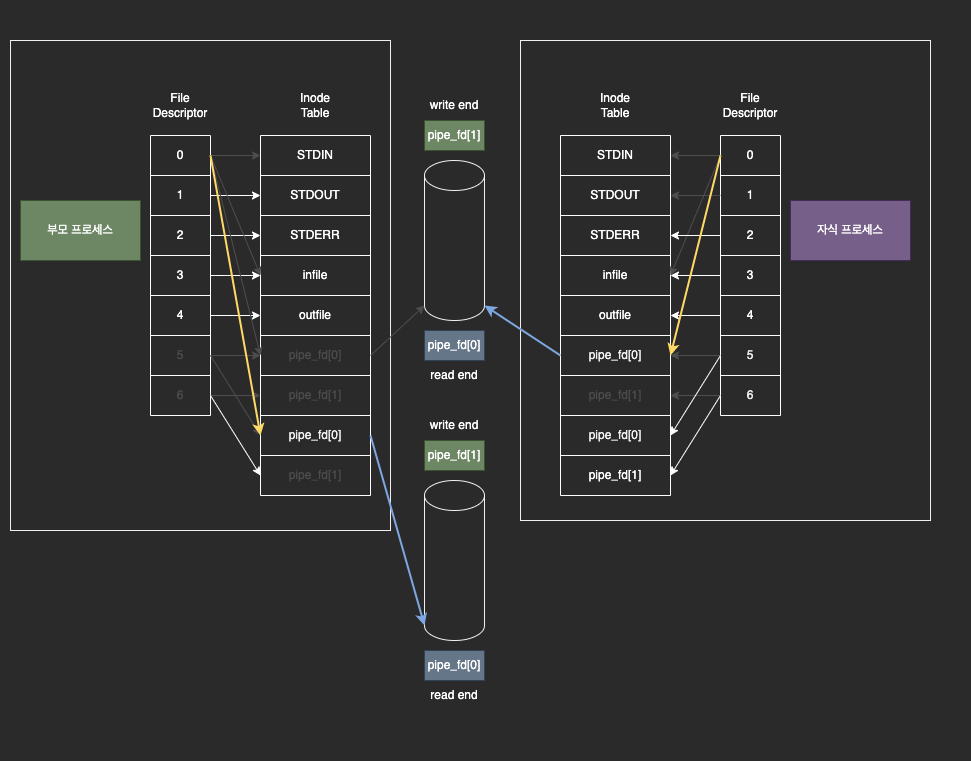 File
Descriptor
Inode
Table
0
STDIN
1
STDOUT
2
STDERR
3
infile
4
outfile
5
pipe_fd[0]
6
pipe_fd[1]
pipe_fd[0]
pipe_fd[1]
부모 프로세스
write end
pipe_fd[1]
pipe_fd[0]
read end
write end
pipe_fd[1]
pipe_fd[0]
read end
Inode
Table
File
Descriptor
STDIN
0
STDOUT
1
STDERR
2
infile
3
outfile
4
pipe_fd[0]
5
pipe_fd[1]
6
pipe_fd[0]
pipe_fd[1]
자식 프로세스